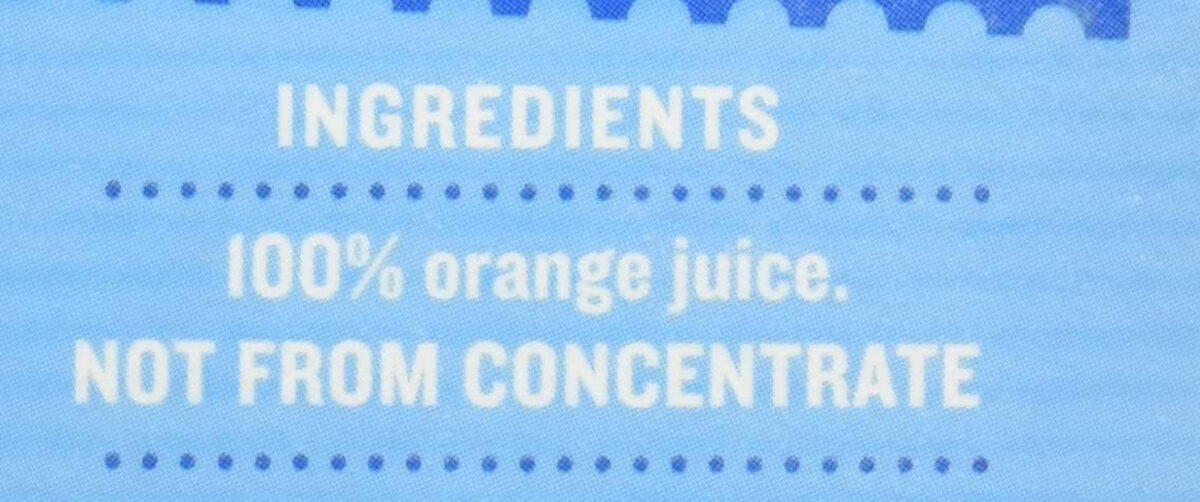 INGREDIENTS
100% orange juice.
NOT FROM CONCENTRATE